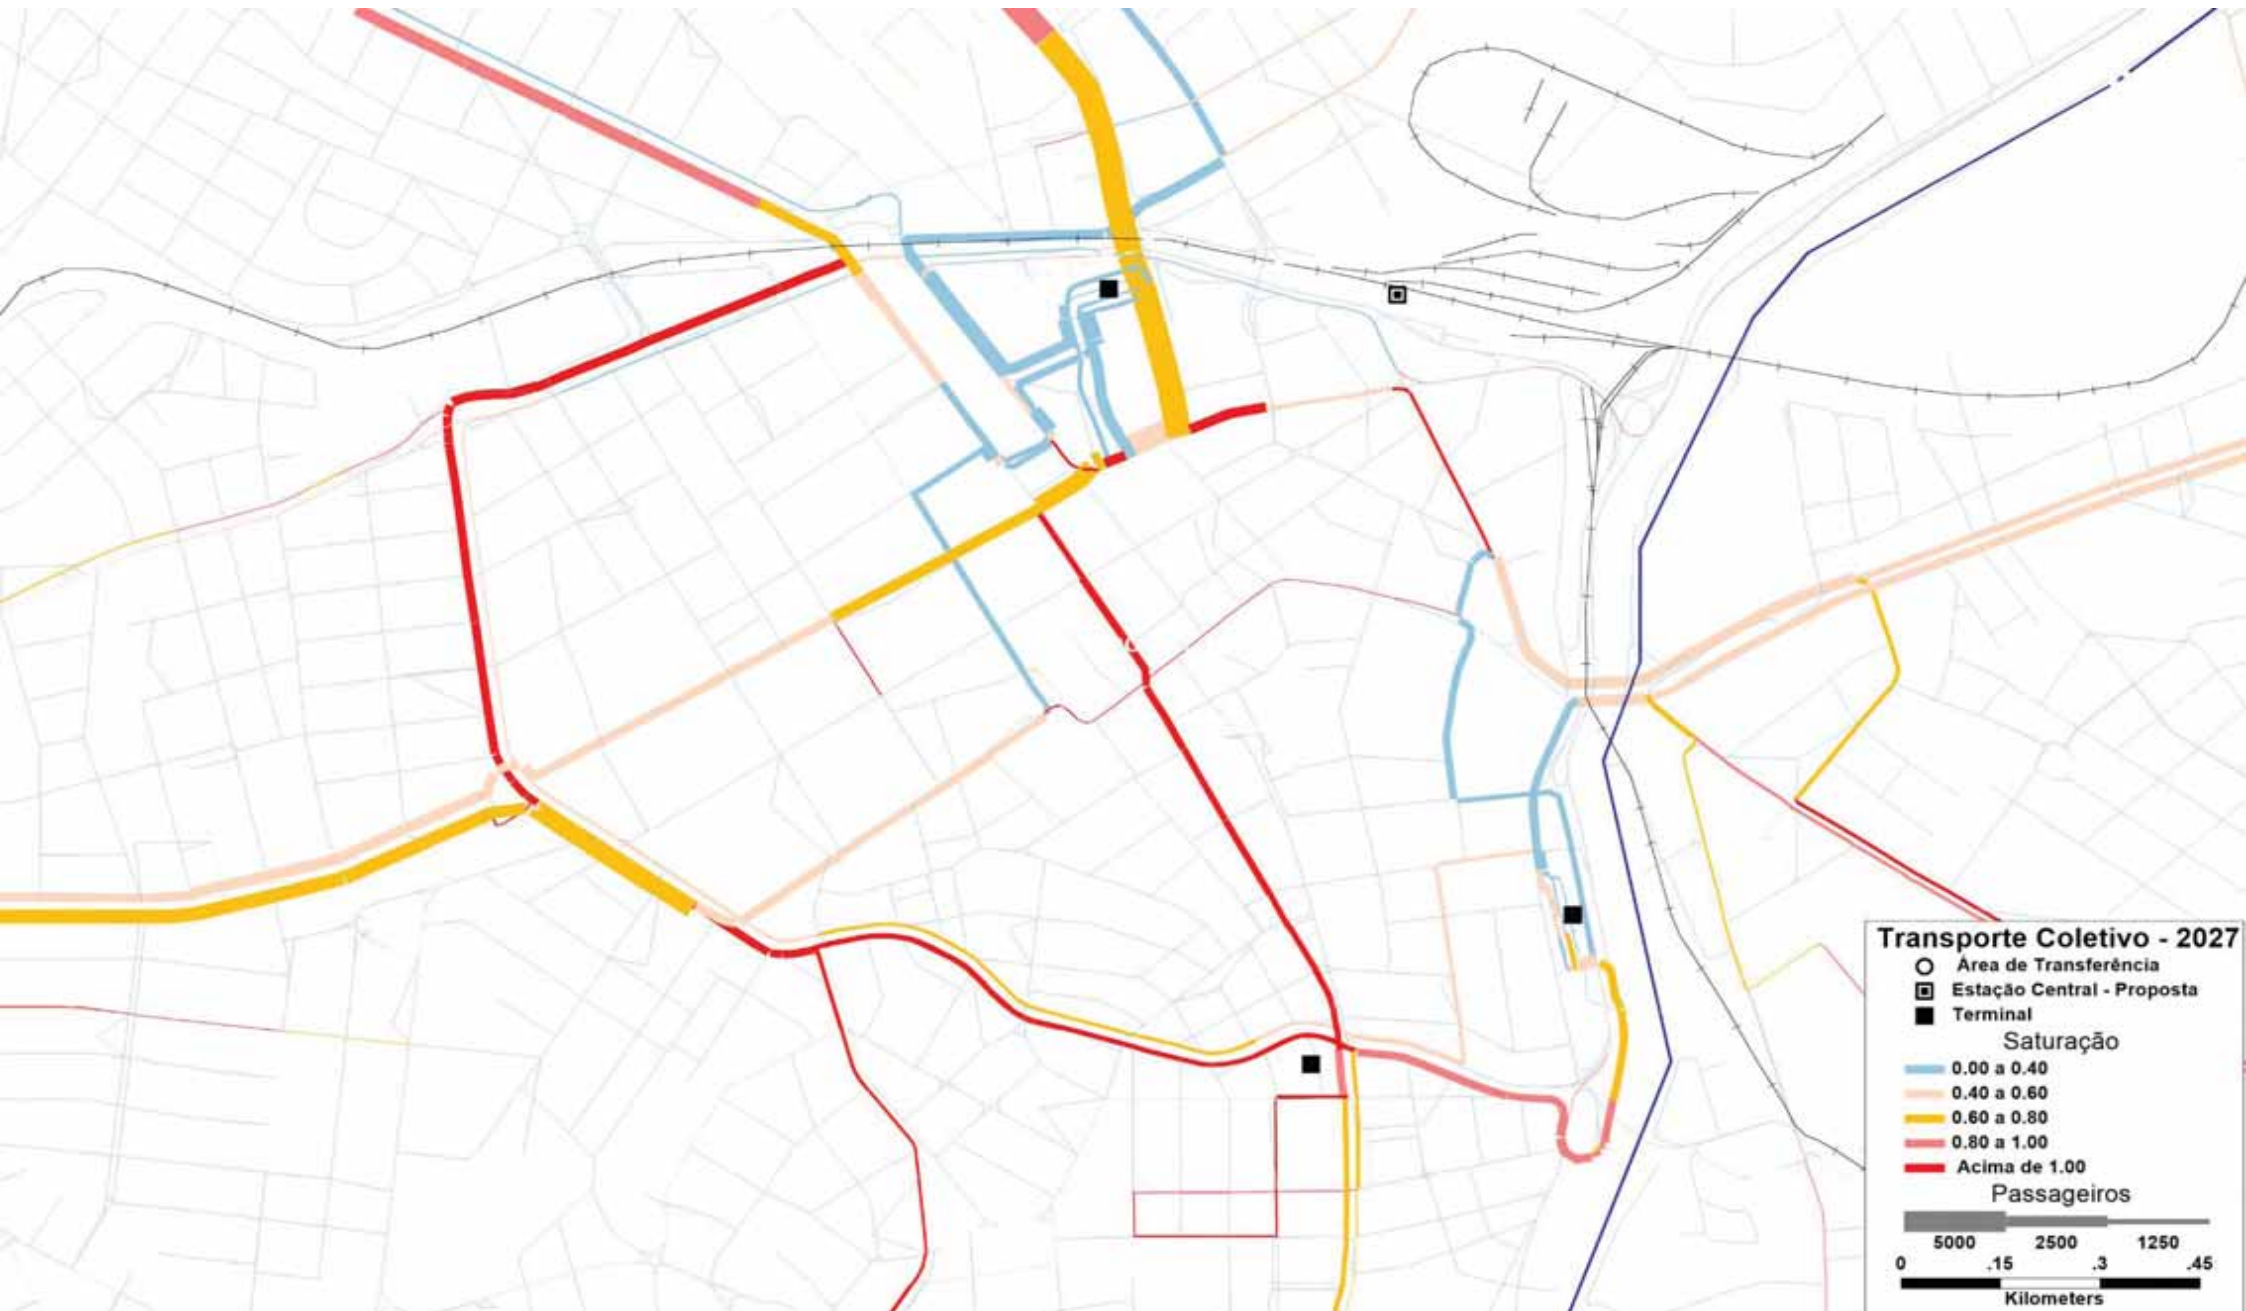 Transporte Coletivo - 2027
Área de Transferência
Estação Central - Proposta
Terminal
Saturação
0.00 a 0.40
0.40 a 0.60
0.60 a 0.80
0.80 a 1.00
Acima de 1.00
Passageiros
5000 2500 1250
0 .15 .3 .45
Kilometers